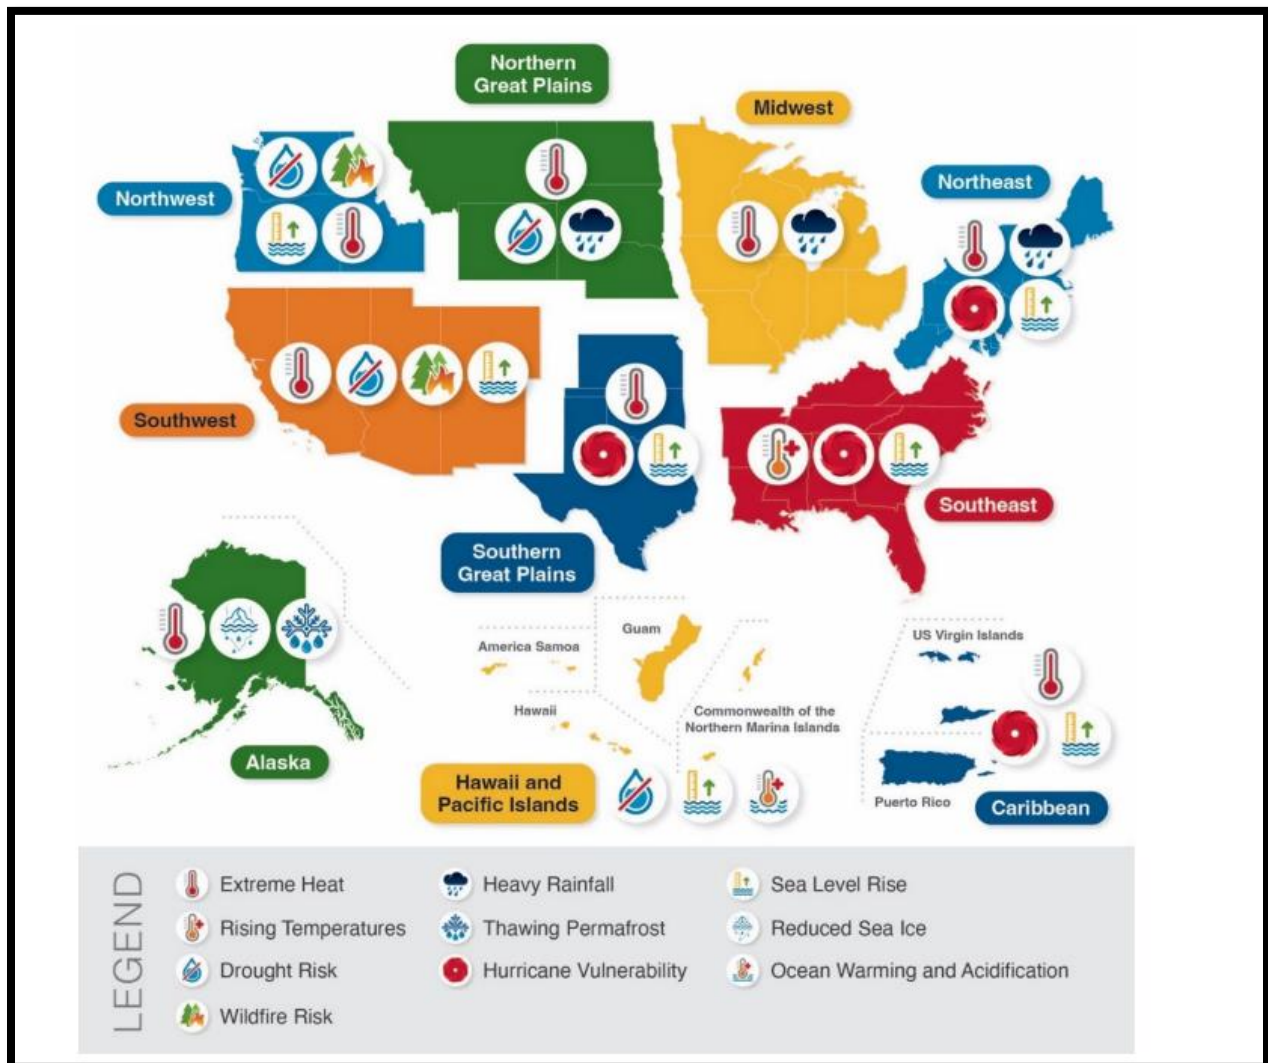 Northern
Great Plains
Midwest
Northeast
Northwest
Southwest
Southeast
Southern
Great Plains
Guam
America Samoa
US Virgin Islands
Hawaii
Commonwealth of the
Northern Marina Islands
Alaska
Hawaii and
Pacific Islands
Puerto Rico
Caribbean
LEGEND
Extreme Heat
Heavy Rainfall
Sea Level Rise
Rising Temperatures
Thawing Permafrost
Reduced Sea Ice
Drought Risk
Hurricane Vulnerability
Ocean Warming and Acidification
Wildfire Risk